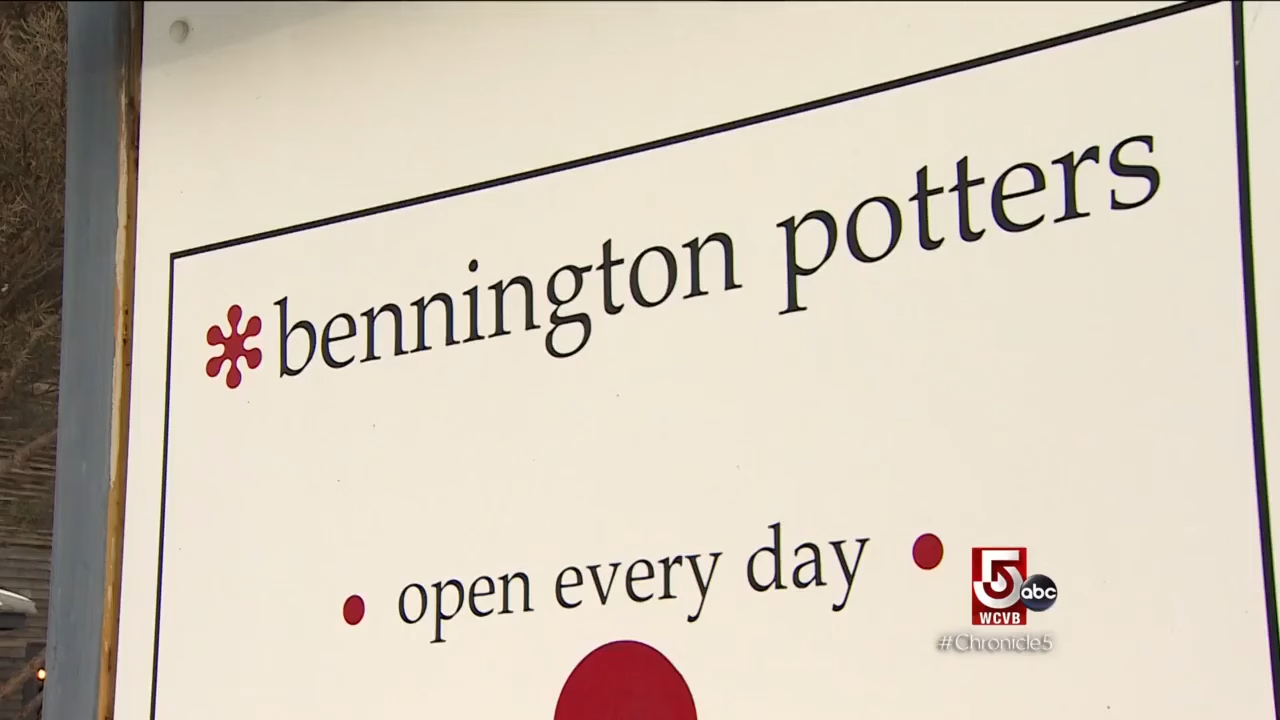 *bennington potters
• open every day •
5 abc
WCVB
#Chronicle5